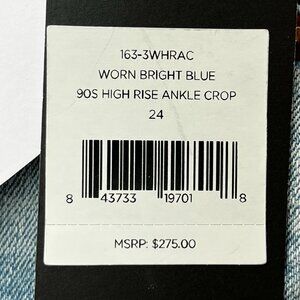 163-3WHRAC
WORN BRIGHT BLUE
90S HIGH RISE ANKLE CROP
24
8 43733 19701 8
MSRP: $275.00